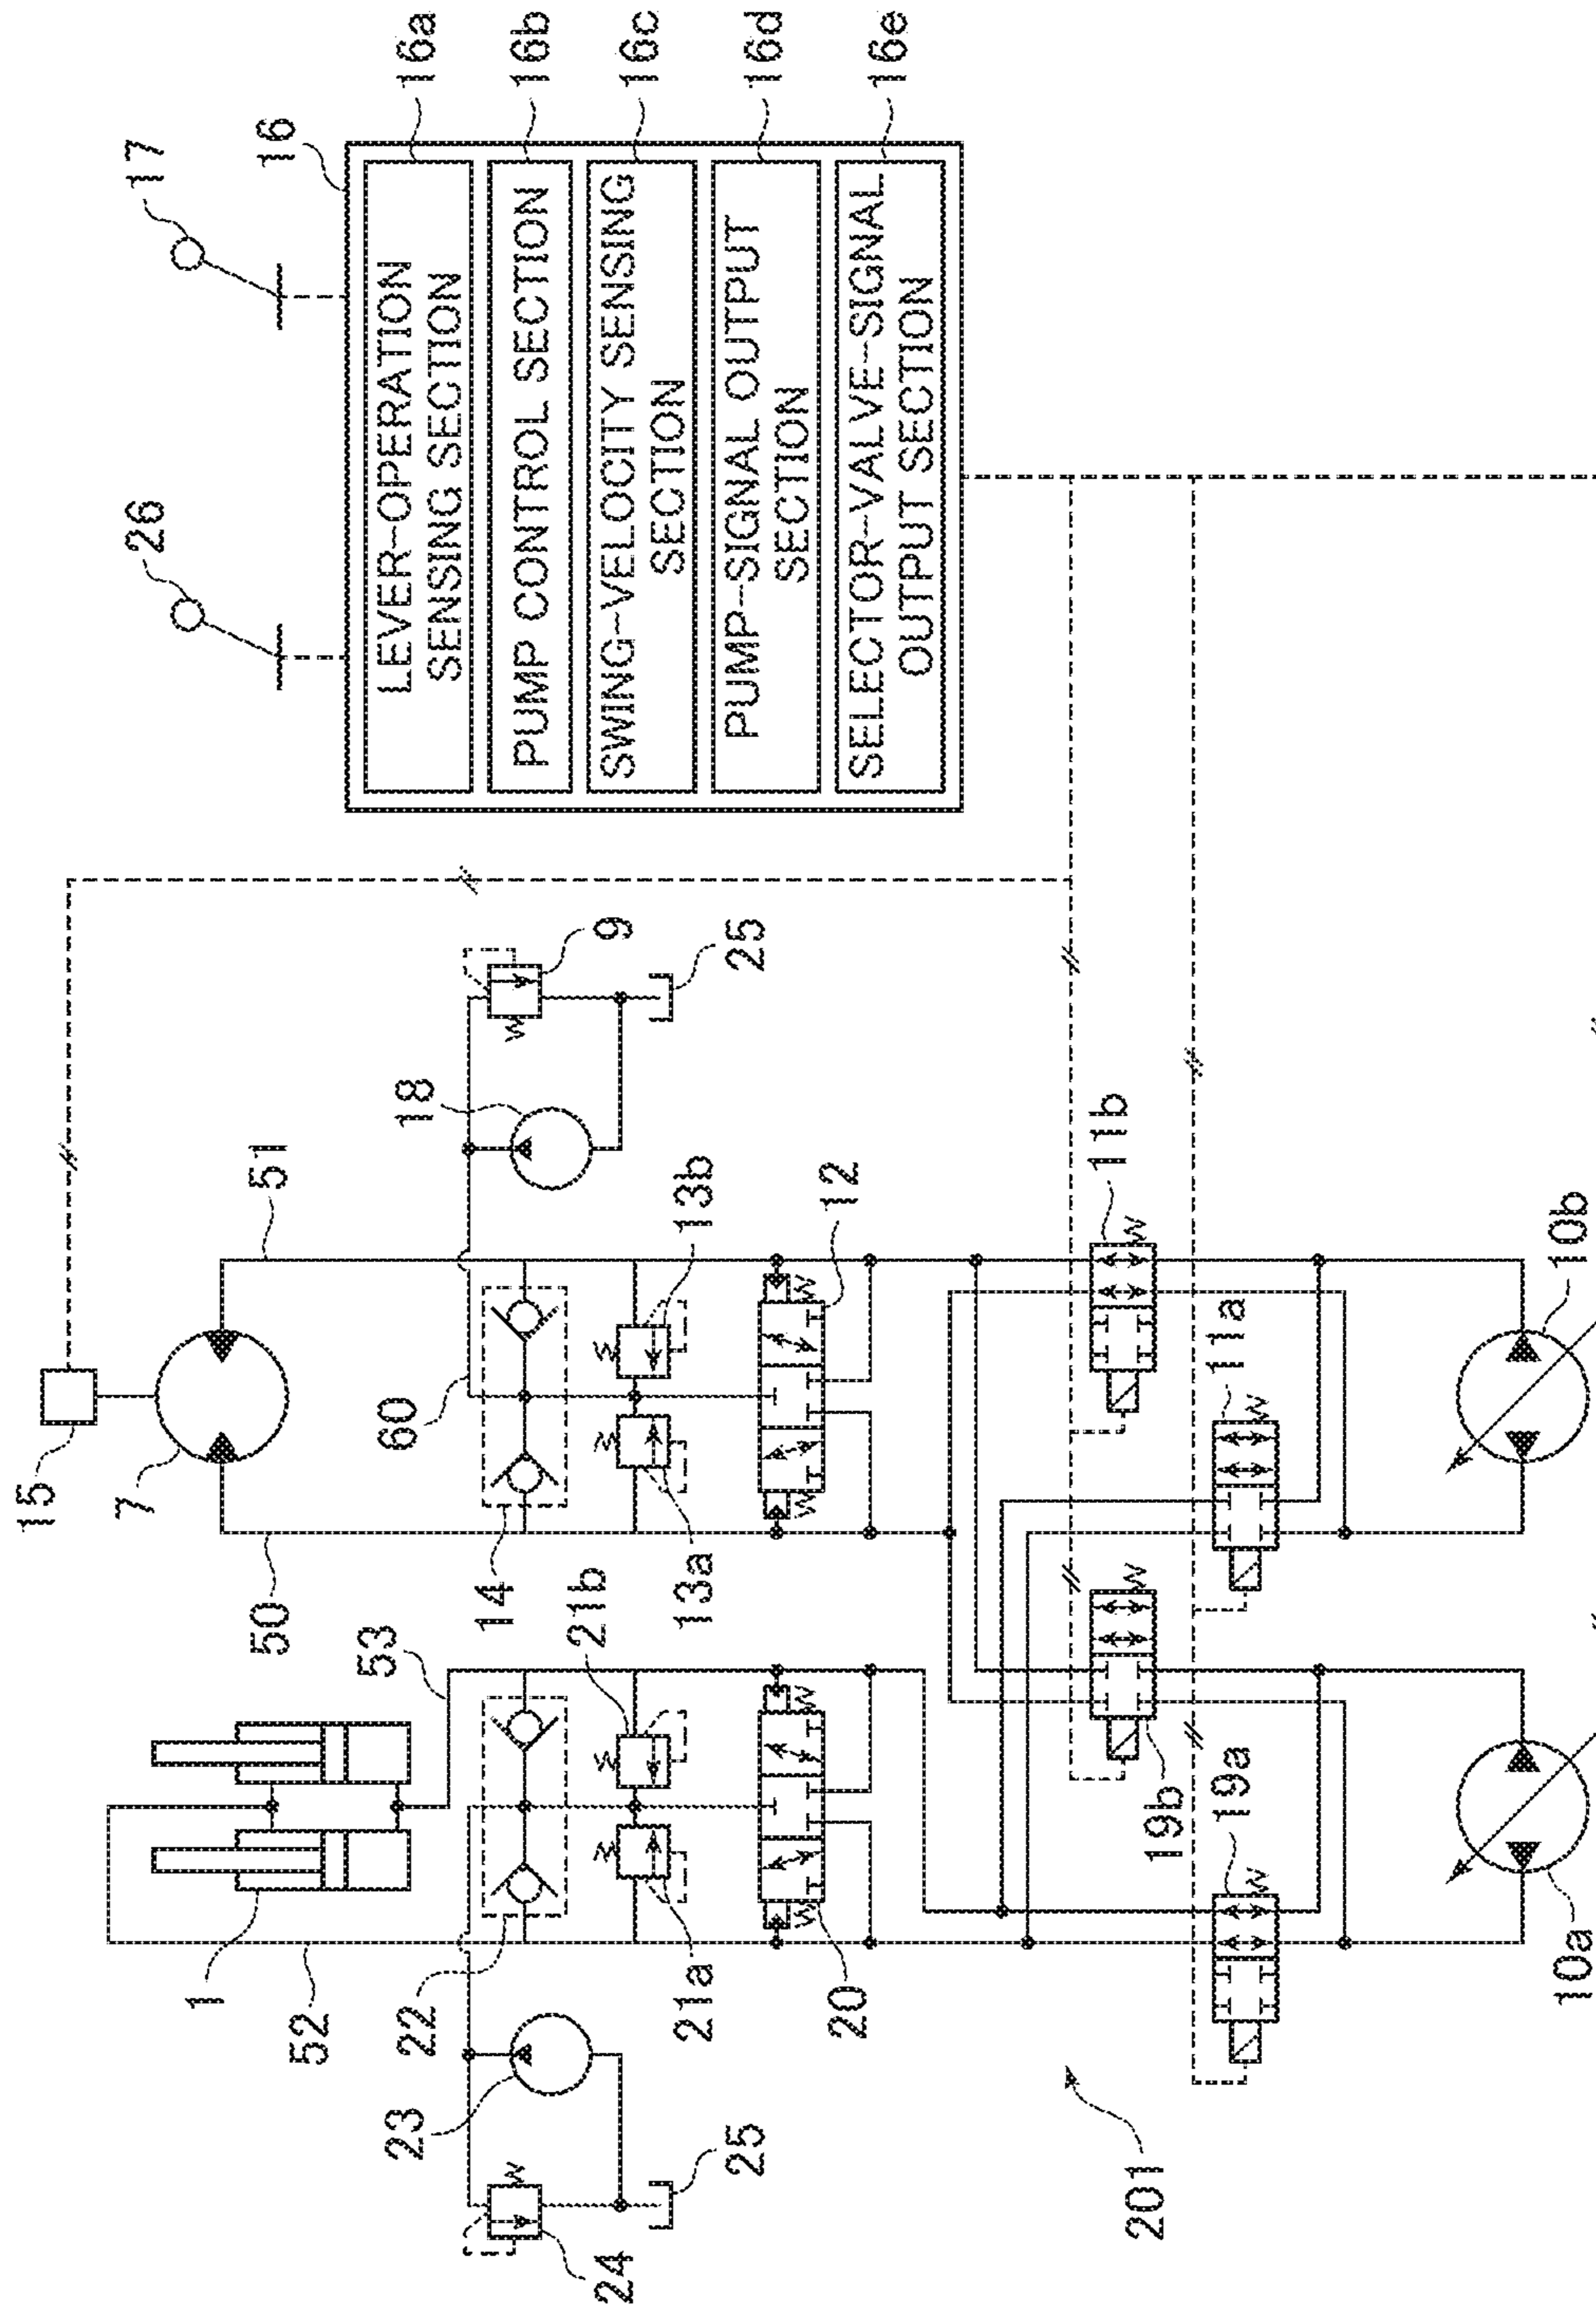 15
7
50
51
60
14
13a
13b
18
9
25
12
1
52
53
22
21a
21b
23
24
25
20
26
17
16
LEVER-OPERATION
SENSING SECTION
16a
PUMP CONTROL SECTION
16b
SWING-VELOCITY SENSING
SECTION
16c
PUMP-SIGNAL OUTPUT
SECTION
16d
SELECTOR-VALVE-SIGNAL
OUTPUT SECTION
16e
19b
19a
11b
11a
10a
10b
201